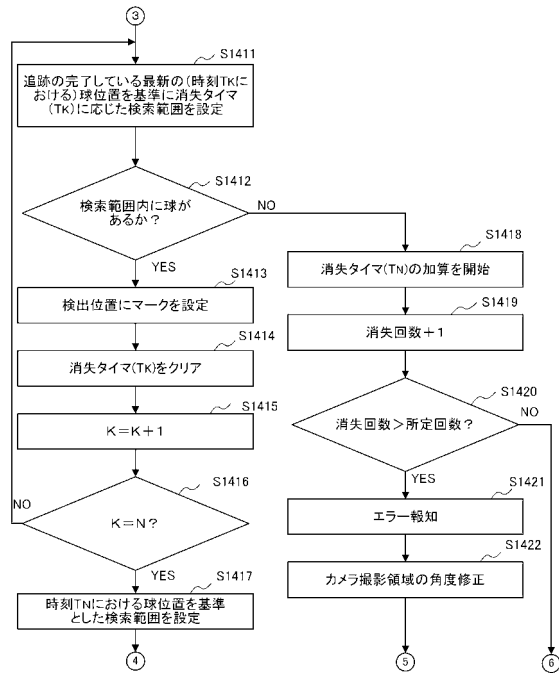 ③
S1411
追跡の完了している最新の(時刻TKに
おける)球位置を基準に消失タイマ
(TK)に応じた検索範囲を設定
S1412
検索範囲内に球が
あるか?
NO
YES
S1413
検出位置にマークを設定
S1414
消失タイマ(TK)をクリア
S1415
K=K+1
S1416
K=N?
NO
YES
S1417
時刻TNにおける球位置を基準
とした検索範囲を設定
④
S1418
消失タイマ(TN)の加算を開始
S1419
消失回数+1
S1420
消失回数>所定回数?
NO
YES
S1421
エラー報知
S1422
カメラ撮影領域の角度修正
⑤
⑥